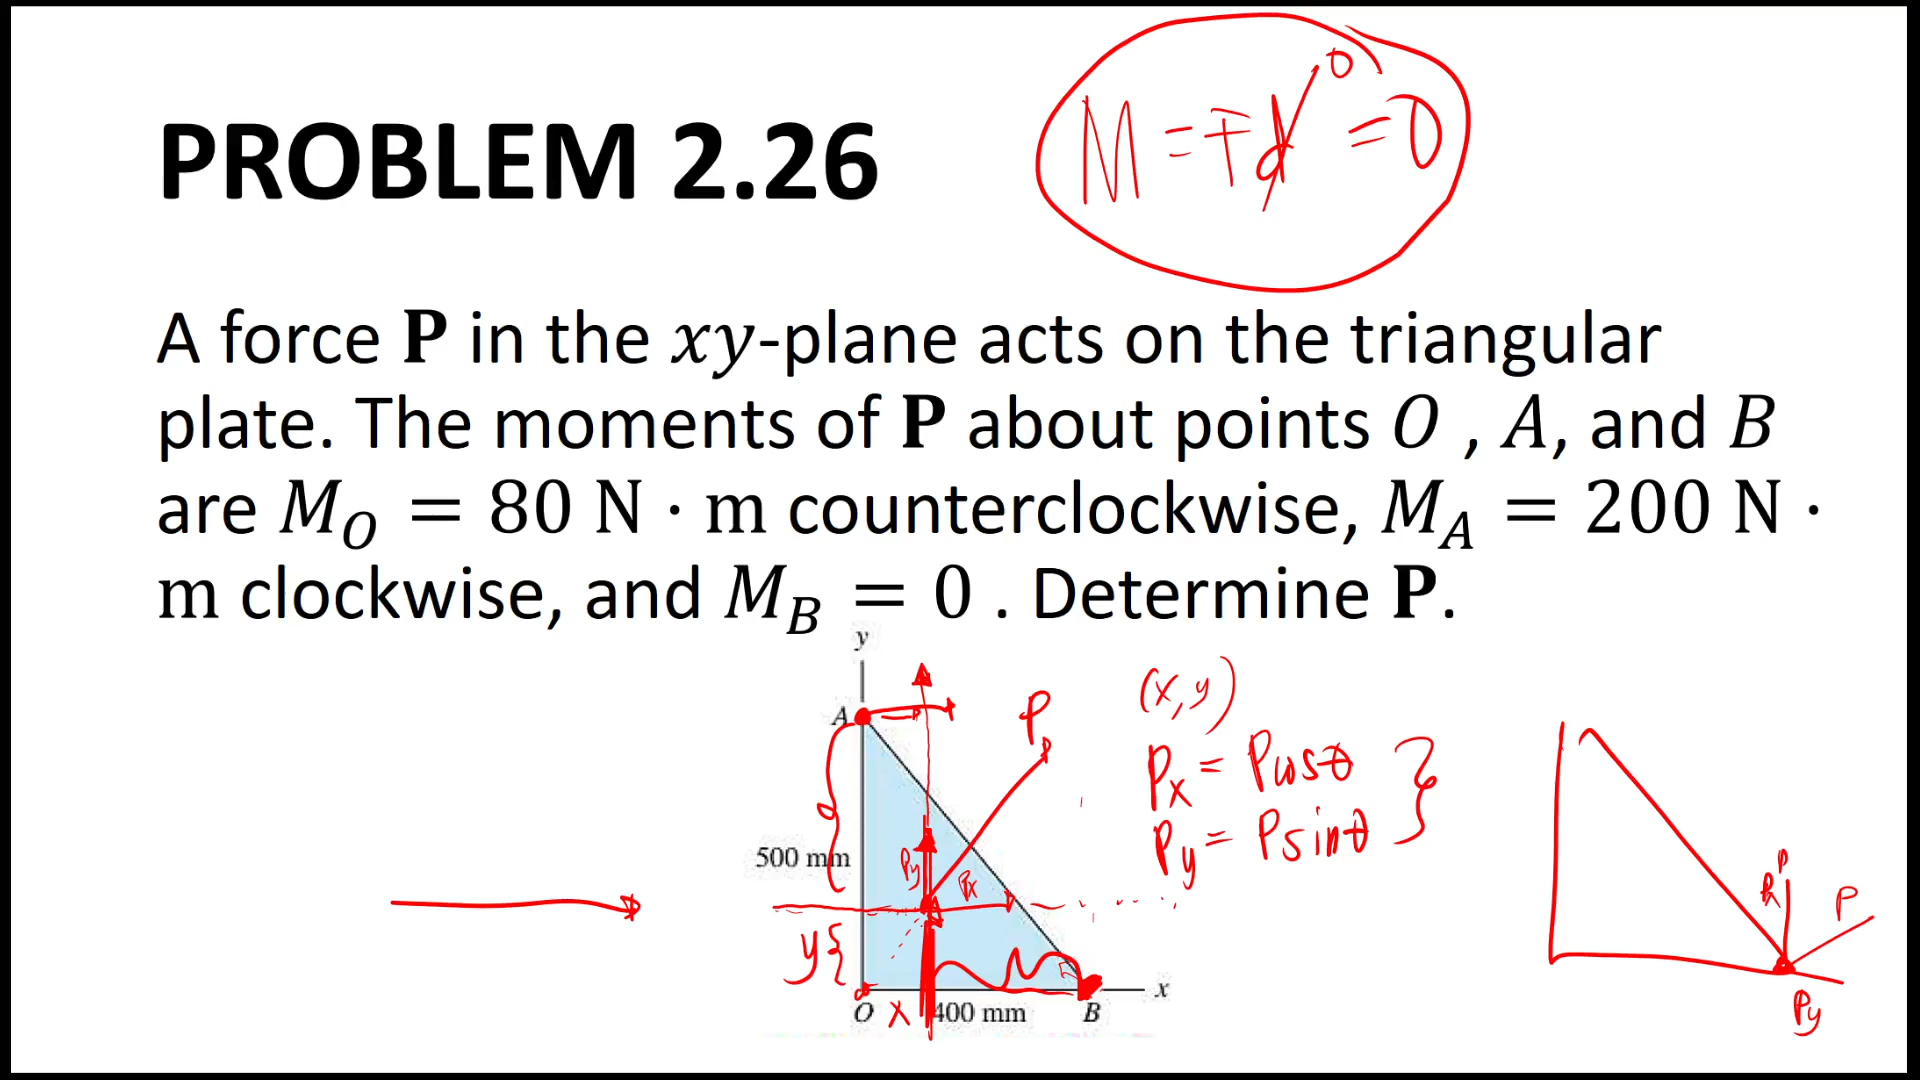 M = Fd = 0
0
PROBLEM 2.26
A force P in the xy-plane acts on the triangular
plate. The moments of P about points O , A, and B
are M_O = 80 N · m counterclockwise, M_A = 200 N ·
m clockwise, and M_B = 0 . Determine P.
y
A
P
(x,y)
Px = Pcosθ
Py = Psinθ
500 mm
Py
Px
P
y
x
O
x
400 mm
B
Py